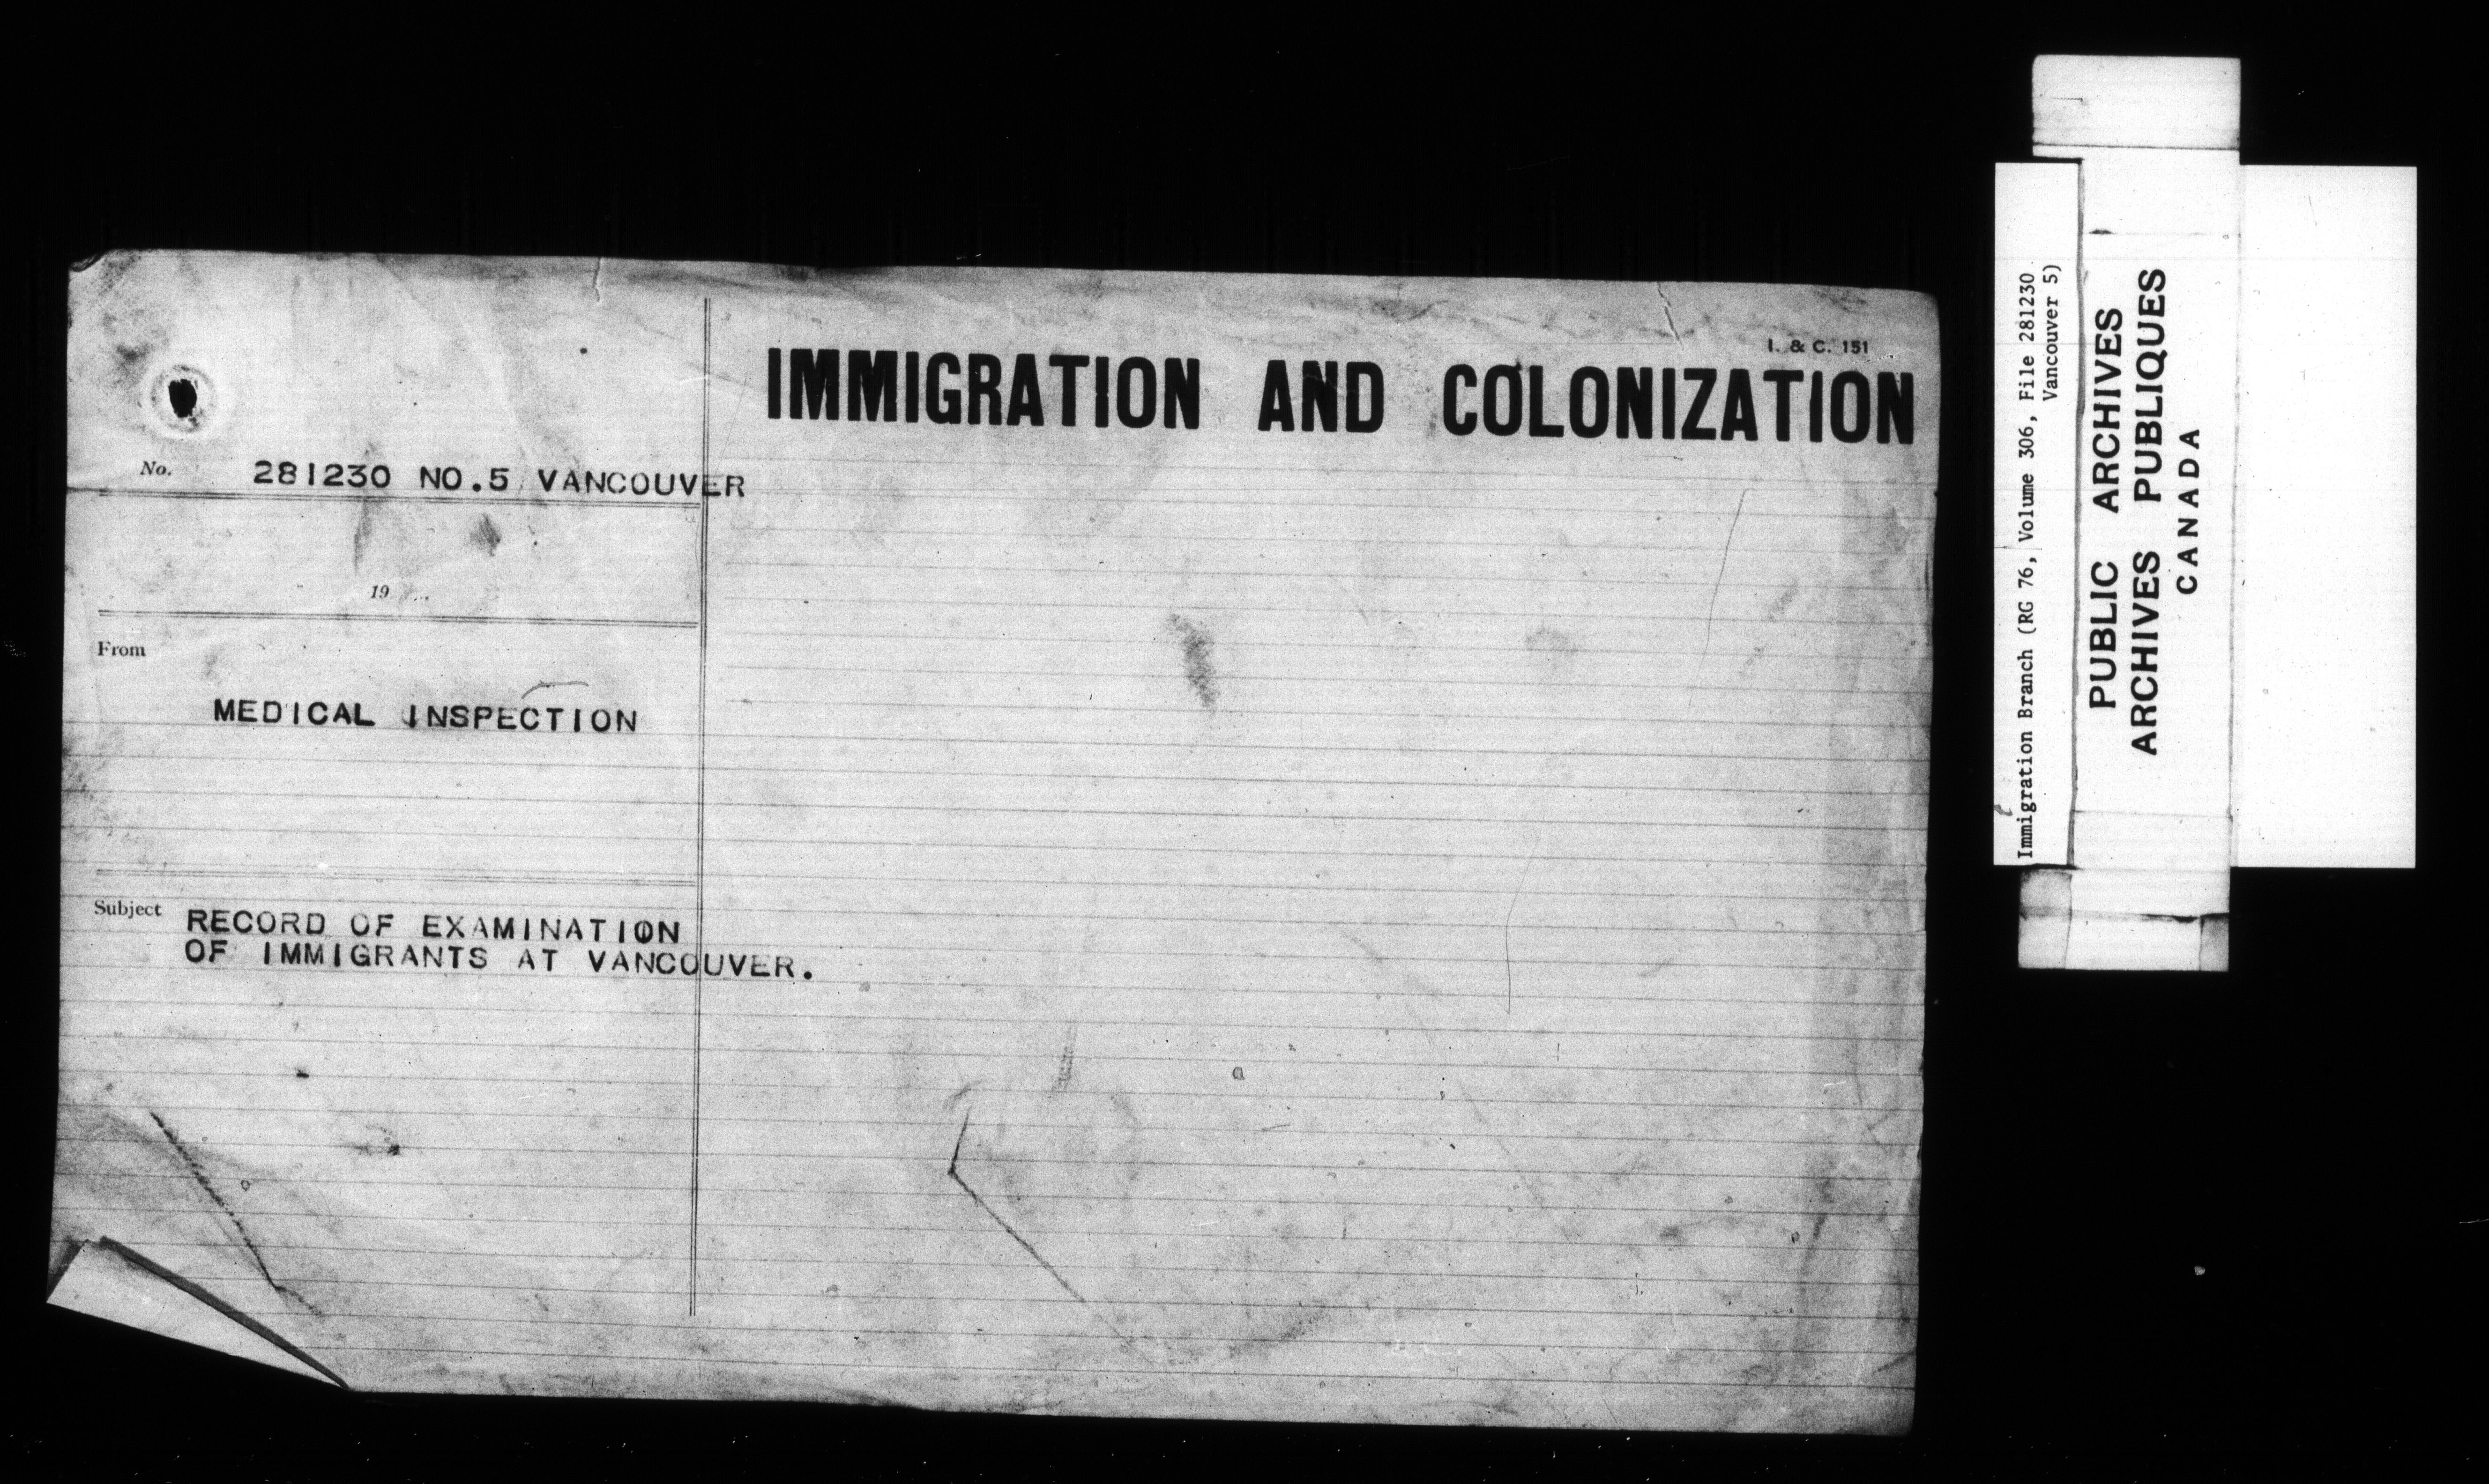 I. & C. 151
IMMIGRATION AND COLONIZATION
No. 281230 NO.5 VANCOUVER
19
From
MEDICAL INSPECTION
Subject RECORD OF EXAMINATION
OF IMMIGRANTS AT VANCOUVER.
Immigration Branch (RG 76, Volume 306, File 281230
Vancouver 5)
PUBLIC ARCHIVES
ARCHIVES PUBLIQUES
CANADA